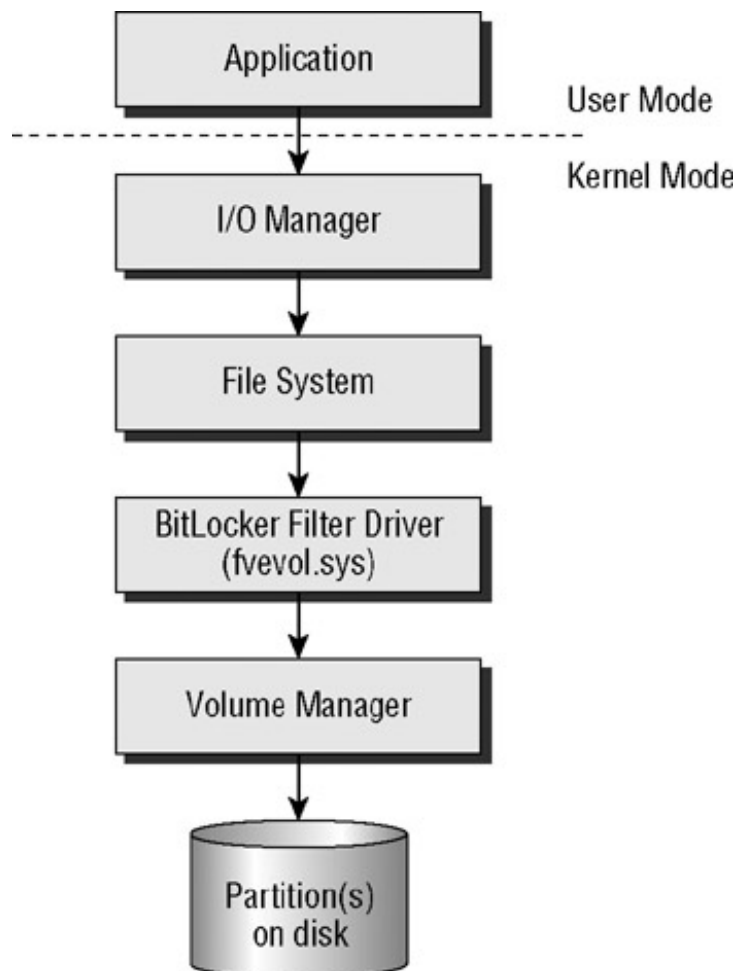 Application
User Mode
Kernel Mode
I/O Manager
File System
BitLocker Filter Driver
(fvevol.sys)
Volume Manager
Partition(s)
on disk